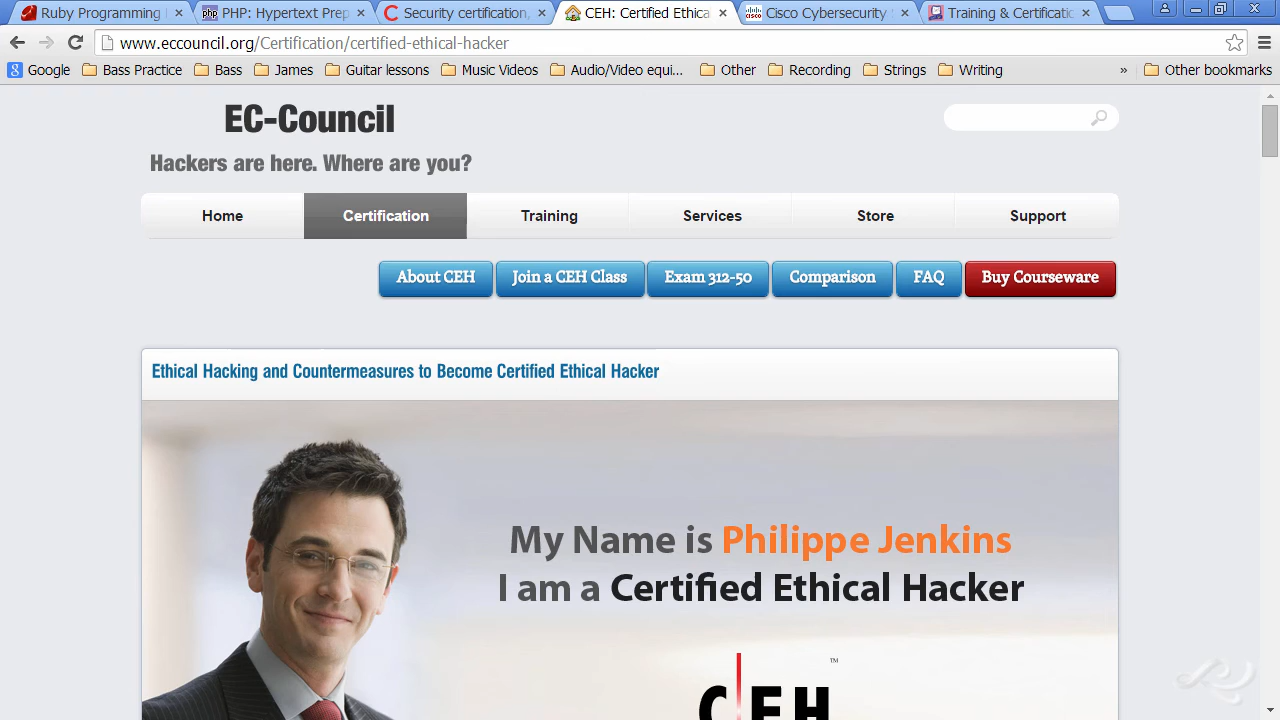 Ruby Programming
PHP: Hypertext Prep
Security certification,
CEH: Certified Ethica
Cisco Cybersecurity
Training & Certificatio
www.eccouncil.org/Certification/certified-ethical-hacker
Google Bass Practice Bass James Guitar lessons Music Videos Audio/Video equi... Other Recording Strings Writing » Other bookmarks
EC-Council
Hackers are here. Where are you?
Home Certification Training Services Store Support
About CEH Join a CEH Class Exam 312-50 Comparison FAQ Buy Courseware
Ethical Hacking and Countermeasures to Become Certified Ethical Hacker
My Name is Philippe Jenkins
I am a Certified Ethical Hacker
CEH ™